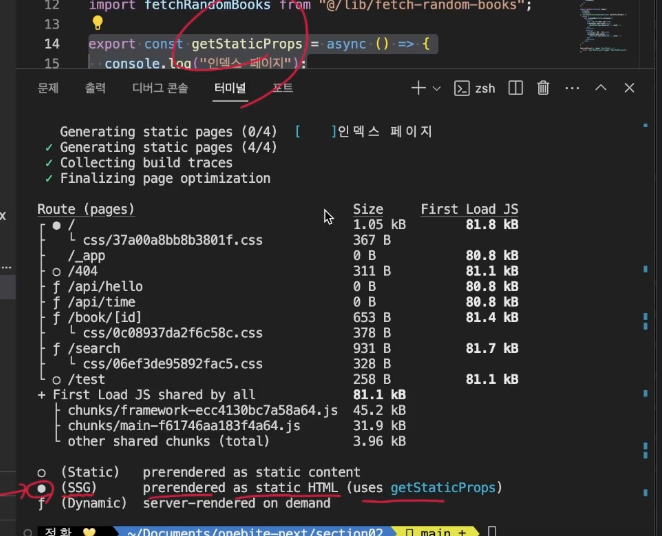 12 import fetchRandomBooks from "@/lib/fetch-random-books";
13
14 export const getStaticProps = async () => {
15 console.log("인덱스 페이지");
문제 출력 디버그 콘솔 터미널 포트 zsh
Generating static pages (0/4) [ ]인덱스 페이지
✓ Generating static pages (4/4)
✓ Collecting build traces
✓ Finalizing page optimization
Route (pages) Size First Load JS
┌ ● / 1.05 kB 81.8 kB
├ └ css/37a00a8bb8b3801f.css 367 B
├ /_app 0 B 80.8 kB
├ ○ /404 311 B 81.1 kB
├ ƒ /api/hello 0 B 80.8 kB
├ ƒ /api/time 0 B 80.8 kB
├ ƒ /book/[id] 653 B 81.4 kB
├ └ css/0c08937da2f6c58c.css 378 B
├ ƒ /search 931 B 81.7 kB
├ └ css/06ef3de95892fac5.css 328 B
└ ○ /test 258 B 81.1 kB
+ First Load JS shared by all 81.1 kB
├ chunks/framework-ecc4130bc7a58a64.js 45.2 kB
├ chunks/main-f61746aa183f4a64.js 31.9 kB
└ other shared chunks (total) 3.96 kB
○ (Static) prerendered as static content
● (SSG) prerendered as static HTML (uses getStaticProps)
ƒ (Dynamic) server-rendered on demand
정환 💛 ~/Documents/onebite-next/section02 main +